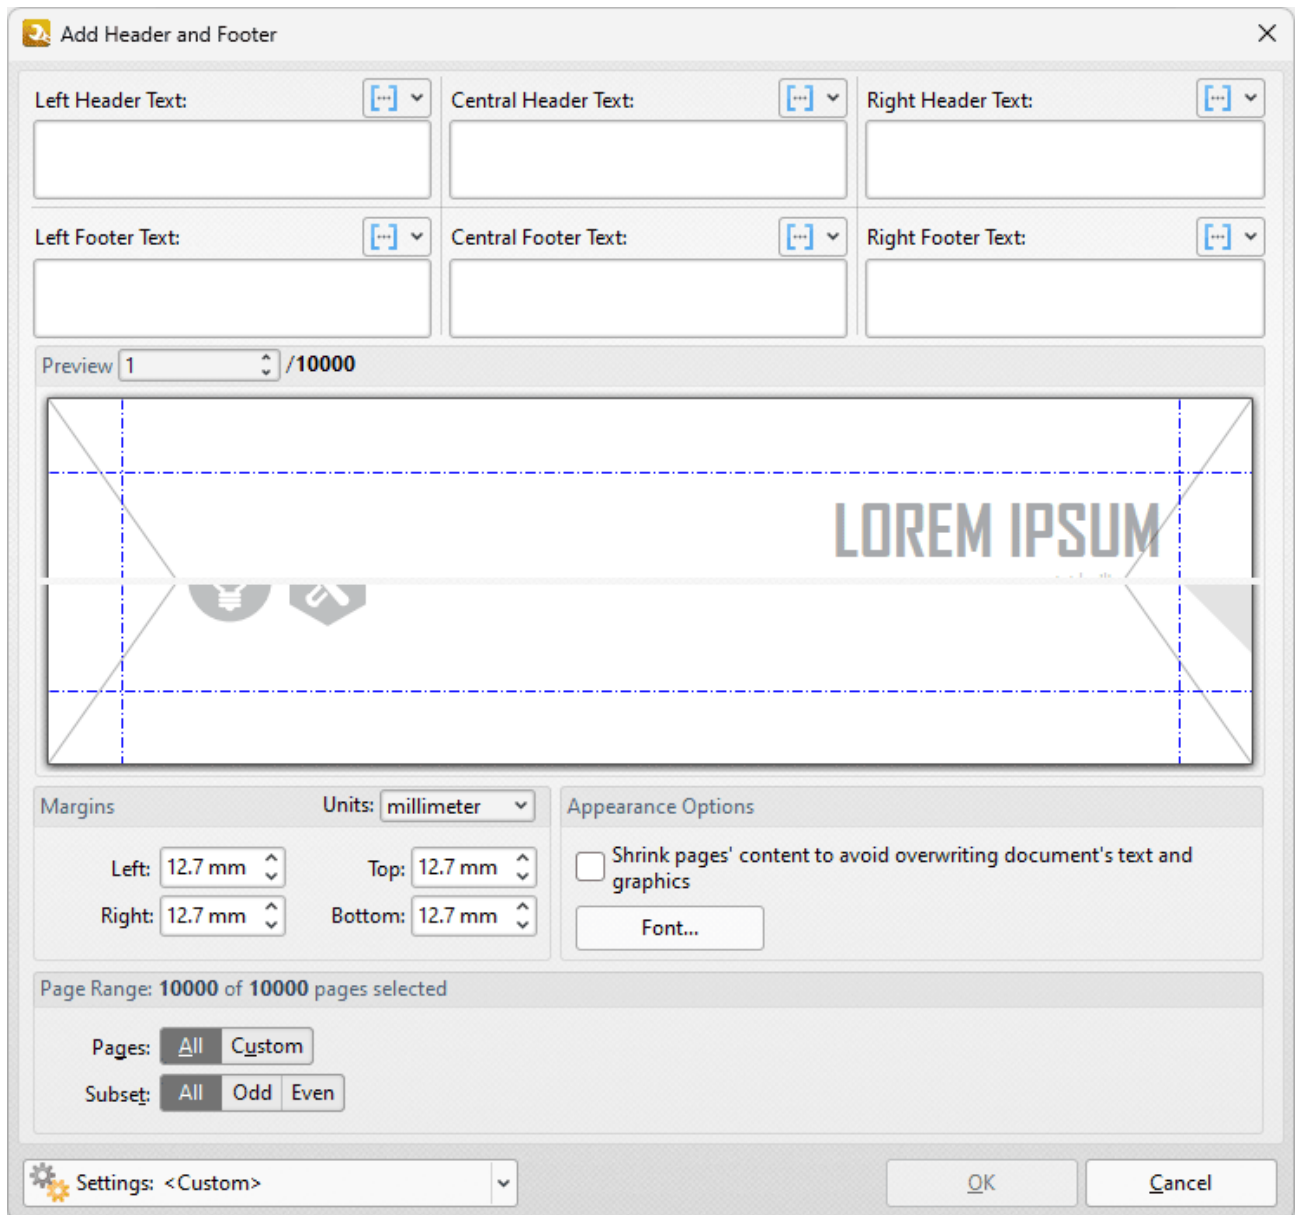 Add Header and Footer
Left Header Text:
Central Header Text:
Right Header Text:
Left Footer Text:
Central Footer Text:
Right Footer Text:
Preview 1 /10000
LOREM IPSUM
Margins
Units: millimeter
Left: 12.7 mm
Top: 12.7 mm
Right: 12.7 mm
Bottom: 12.7 mm
Appearance Options
Shrink pages' content to avoid overwriting document's text and
graphics
Font...
Page Range: 10000 of 10000 pages selected
Pages: All Custom
Subset: All Odd Even
Settings: <Custom>
OK
Cancel